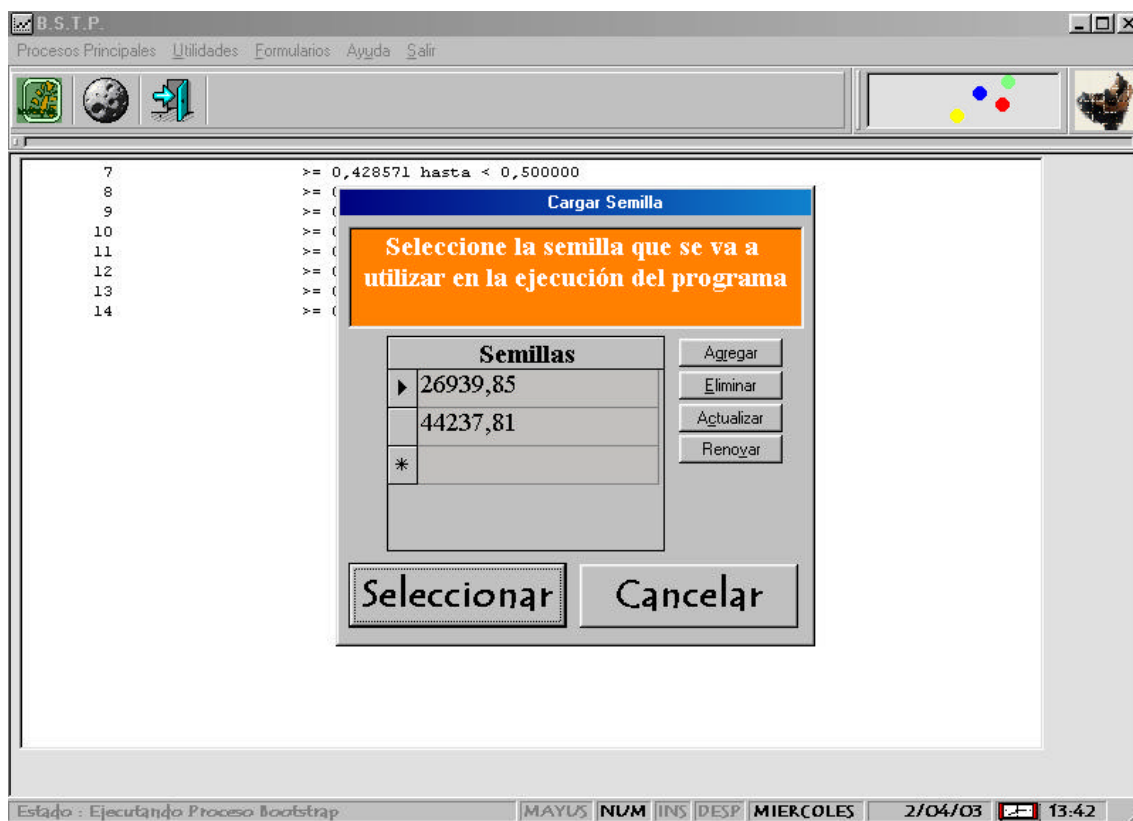 B.S.T.P.
Procesos Principales Utilidades Formularios Ayuda Salir
7 >= 0,428571 hasta < 0,500000
8 >= (
9 >= (
10 >= (
11 >= (
12 >= (
13 >= (
14 >= (
Cargar Semilla
Seleccione la semilla que se va a
utilizar en la ejecución del programa
Semillas
26939,85
44237,81
*
Agregar
Eliminar
Actualizar
Renovar
Seleccionar Cancelar
Estado : Ejecutando Proceso Bootstrap MAYUS NUM INS DESP MIERCOLES 2/04/03 13:42